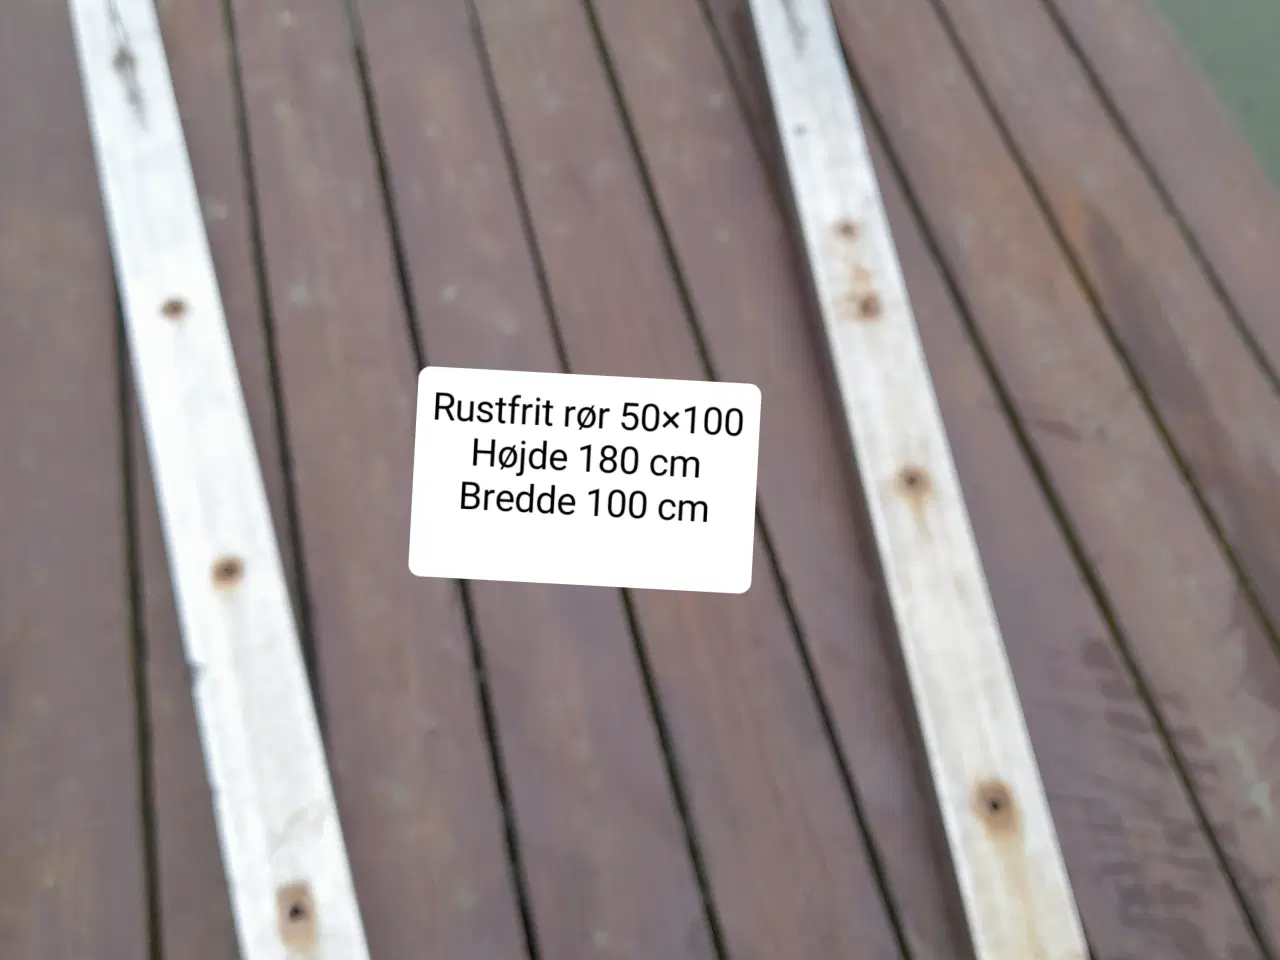 Rustfrit rør 50×100
Højde 180 cm
Bredde 100 cm